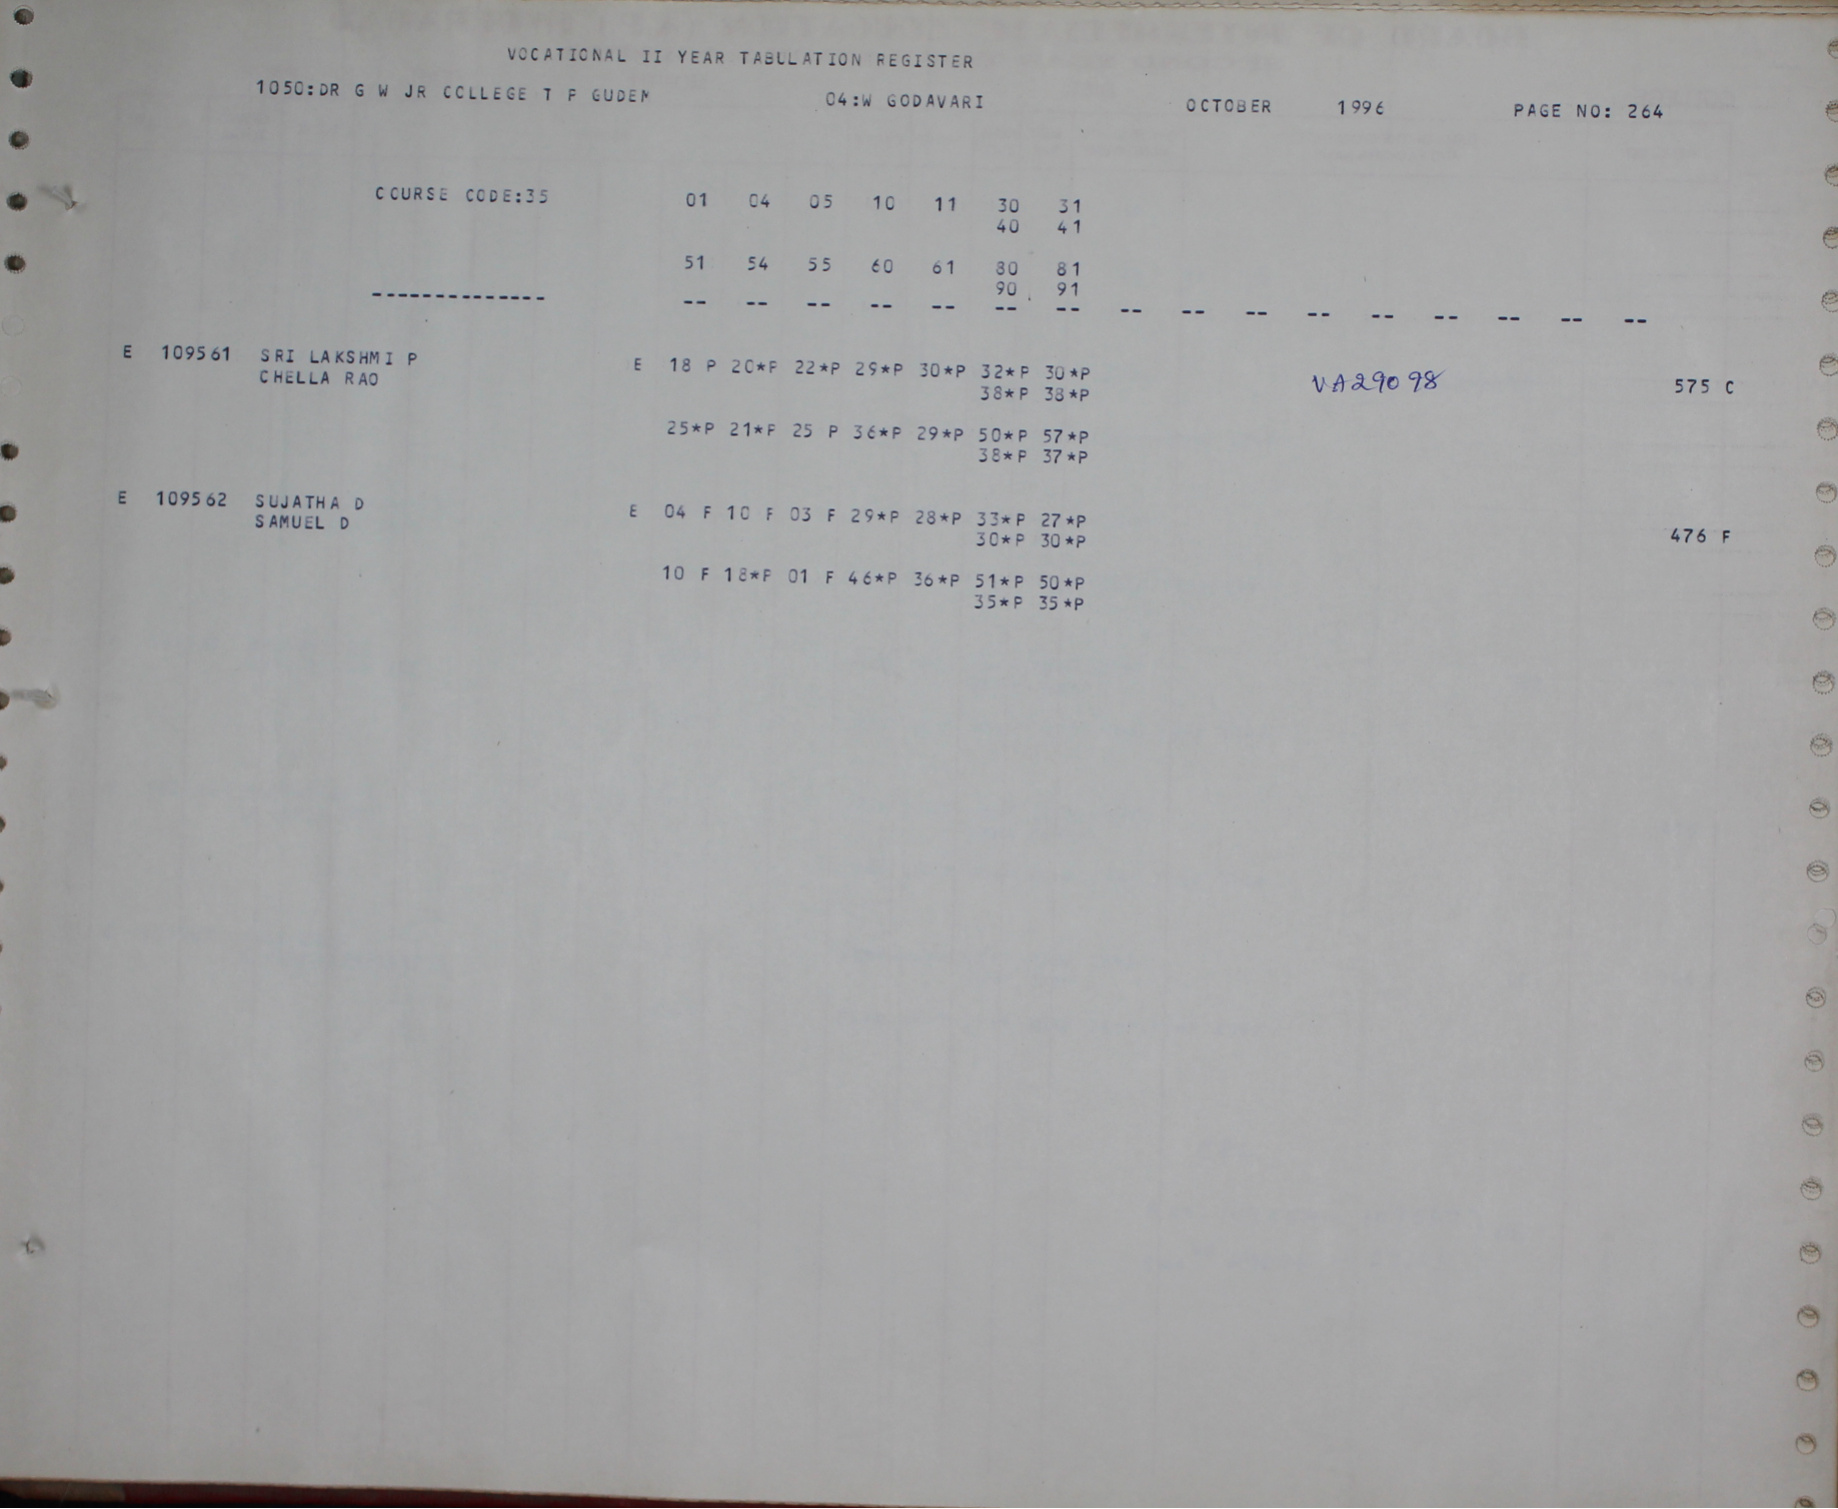 VOCATIONAL II YEAR TABULATION REGISTER
1050:DR G W JR COLLEGE T P GUDEM 04:W GODAVARI OCTOBER 1996 PAGE NO: 264
COURSE CODE:35 01 04 05 10 11 30 31
40 41
51 54 55 60 61 80 81
90 91
-------------- -- -- -- -- -- -- -- -- -- -- -- -- -- -- -- --
E 109561 SRI LAKSHMI P E 18 P 20*P 22*P 29*P 30*P 32*P 30*P VA29098 575 C
CHELLA RAO 38*P 38*P
25*P 21*P 25 P 36*P 29*P 50*P 57*P
38*P 37*P
E 109562 SUJATHA D E 04 F 10 F 03 F 29*P 28*P 33*P 27*P 476 F
SAMUEL D 30*P 30*P
10 F 18*P 01 F 46*P 36*P 51*P 50*P
35*P 35*P